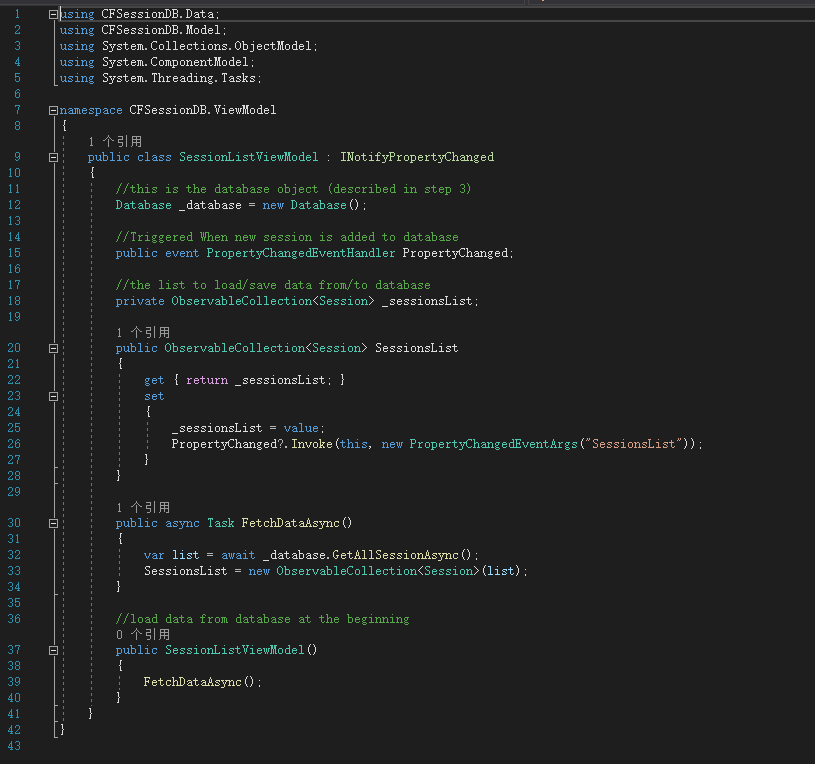 1 using CFSessionDB.Data;
2 using CFSessionDB.Model;
3 using System.Collections.ObjectModel;
4 using System.ComponentModel;
5 using System.Threading.Tasks;
6
7 namespace CFSessionDB.ViewModel
8 {
1 个引用
9 public class SessionListViewModel : INotifyPropertyChanged
10 {
11 //this is the database object (described in step 3)
12 Database _database = new Database();
13
14 //Triggered When new session is added to database
15 public event PropertyChangedEventHandler PropertyChanged;
16
17 //the list to load/save data from/to database
18 private ObservableCollection<Session> _sessionsList;
19
1 个引用
20 public ObservableCollection<Session> SessionsList
21 {
22 get { return _sessionsList; }
23 set
24 {
25 _sessionsList = value;
26 PropertyChanged?.Invoke(this, new PropertyChangedEventArgs("SessionsList"));
27 }
28 }
29
1 个引用
30 public async Task FetchDataAsync()
31 {
32 var list = await _database.GetAllSessionAsync();
33 SessionsList = new ObservableCollection<Session>(list);
34 }
35
36 //load data from database at the beginning
0 个引用
37 public SessionListViewModel()
38 {
39 FetchDataAsync();
40 }
41 }
42 }
43